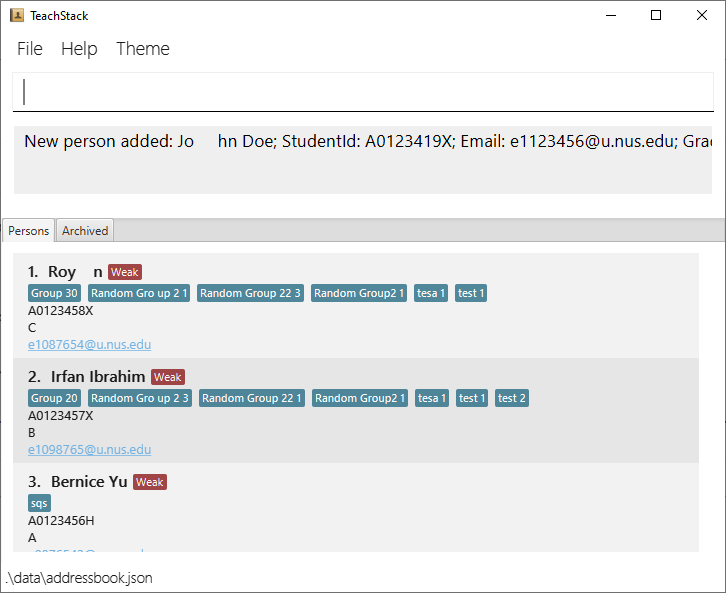 TeachStack
File Help Theme
New person added: Jo      hn Doe; StudentId: A0123419X; Email: e1123456@u.nus.edu; Grad
Persons Archived
1. Roy    n Weak
Group 30 Random Gro up 2 1 Random Group 22 3 Random Group2 1 tesa 1 test 1
A0123458X
C
e1087654@u.nus.edu
2. Irfan Ibrahim Weak
Group 20 Random Gro up 2 3 Random Group 22 1 Random Group2 1 tesa 1 test 1 test 2
A0123457X
B
e1098765@u.nus.edu
3. Bernice Yu Weak
sqs
A0123456H
A
.\data\addressbook.json